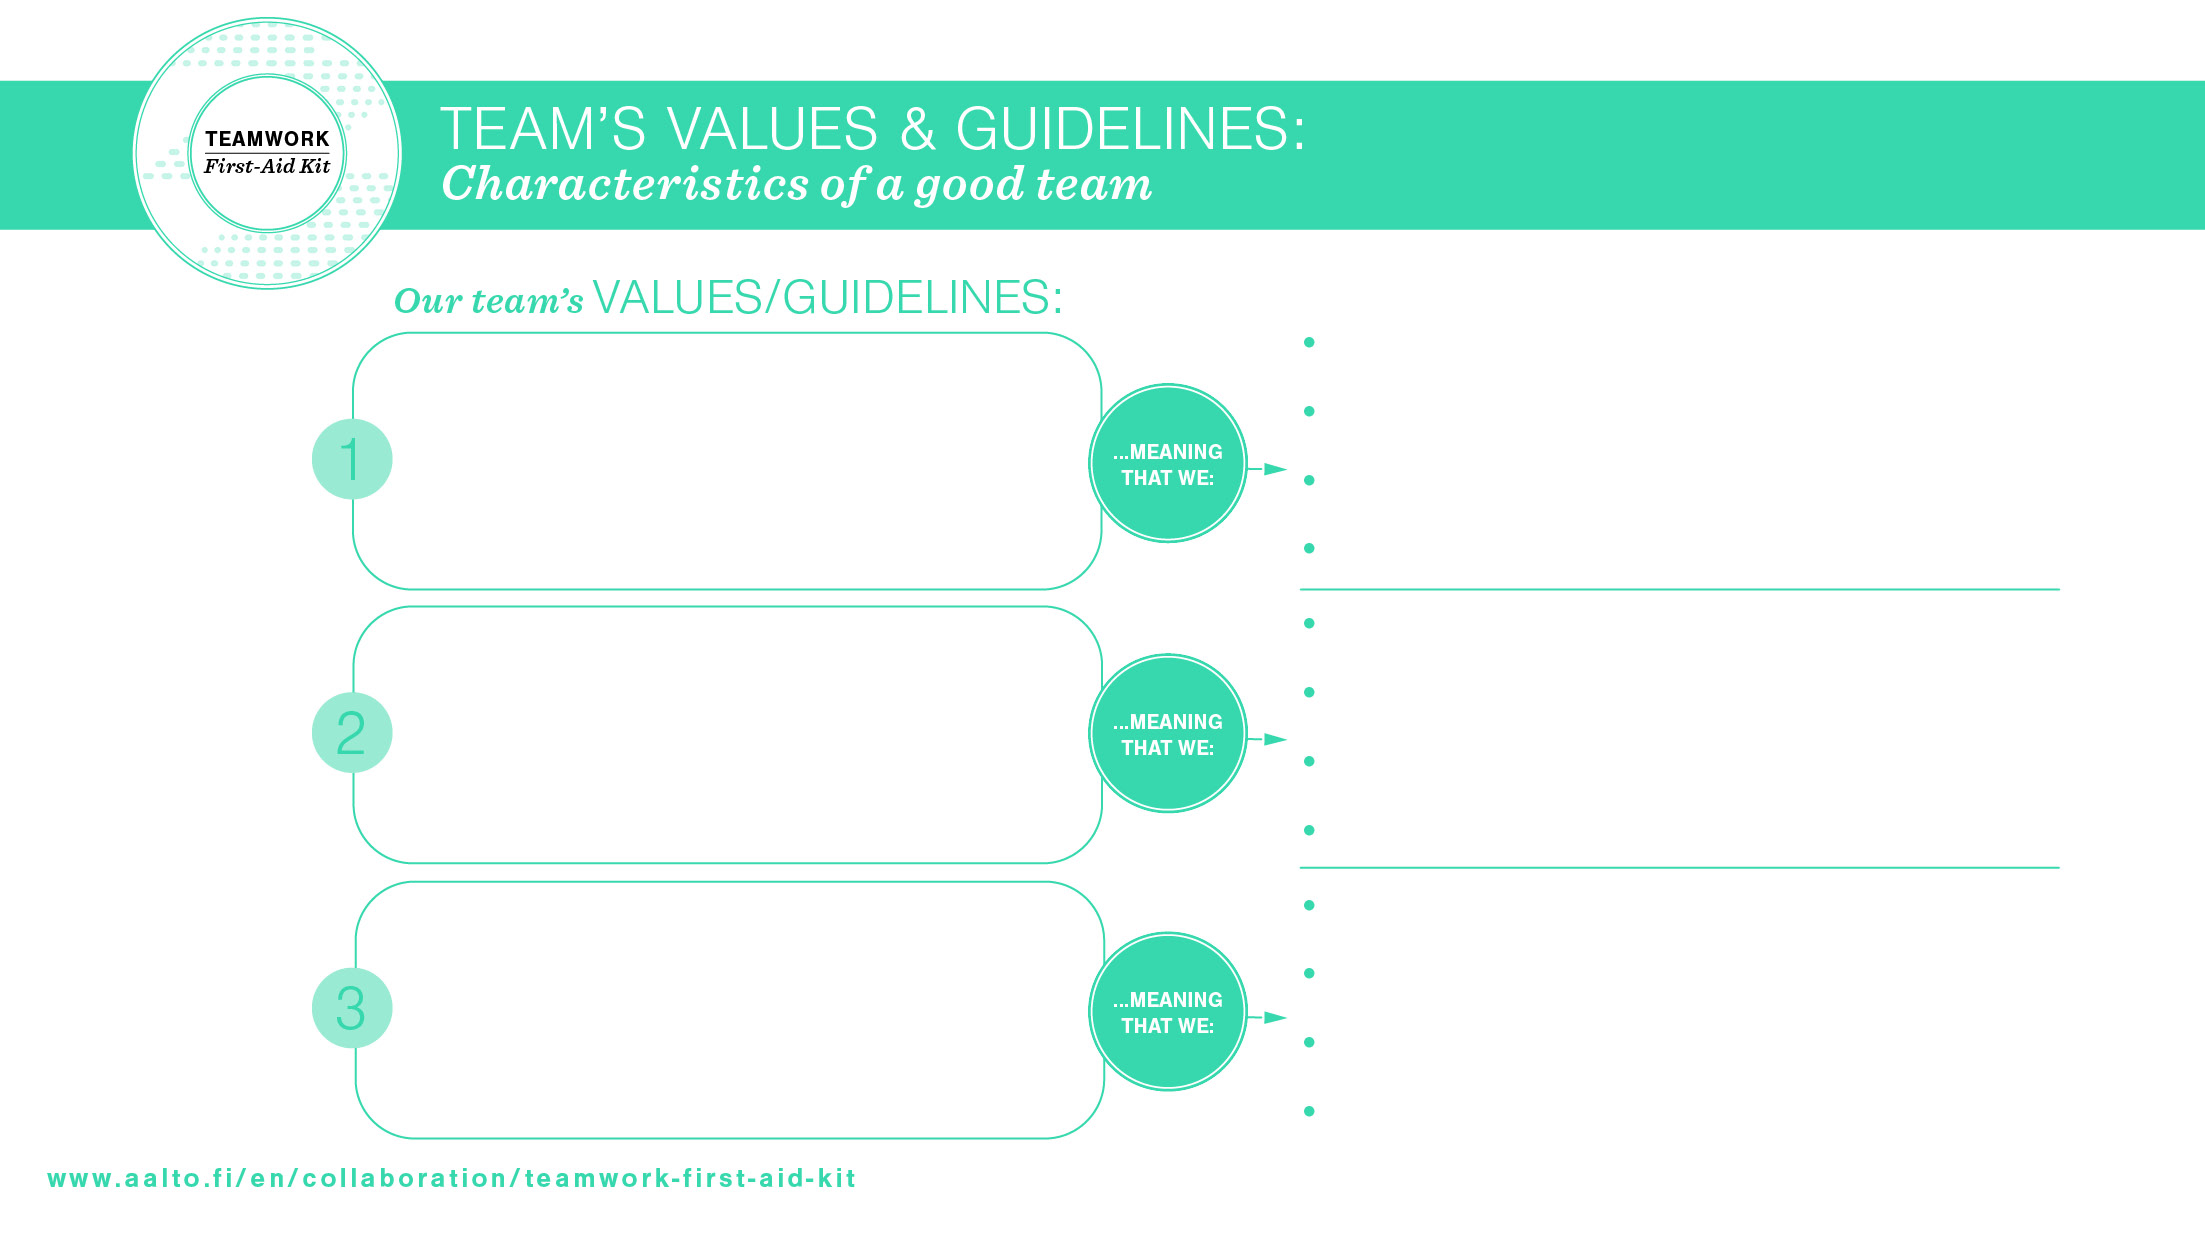 TEAMWORK
First-Aid Kit
TEAM’S VALUES & GUIDELINES:
Characteristics of a good team
Our team’s VALUES/GUIDELINES:
1
...MEANING
THAT WE:
2
...MEANING
THAT WE:
3
...MEANING
THAT WE:
www.aalto.fi/en/collaboration/teamwork-first-aid-kit